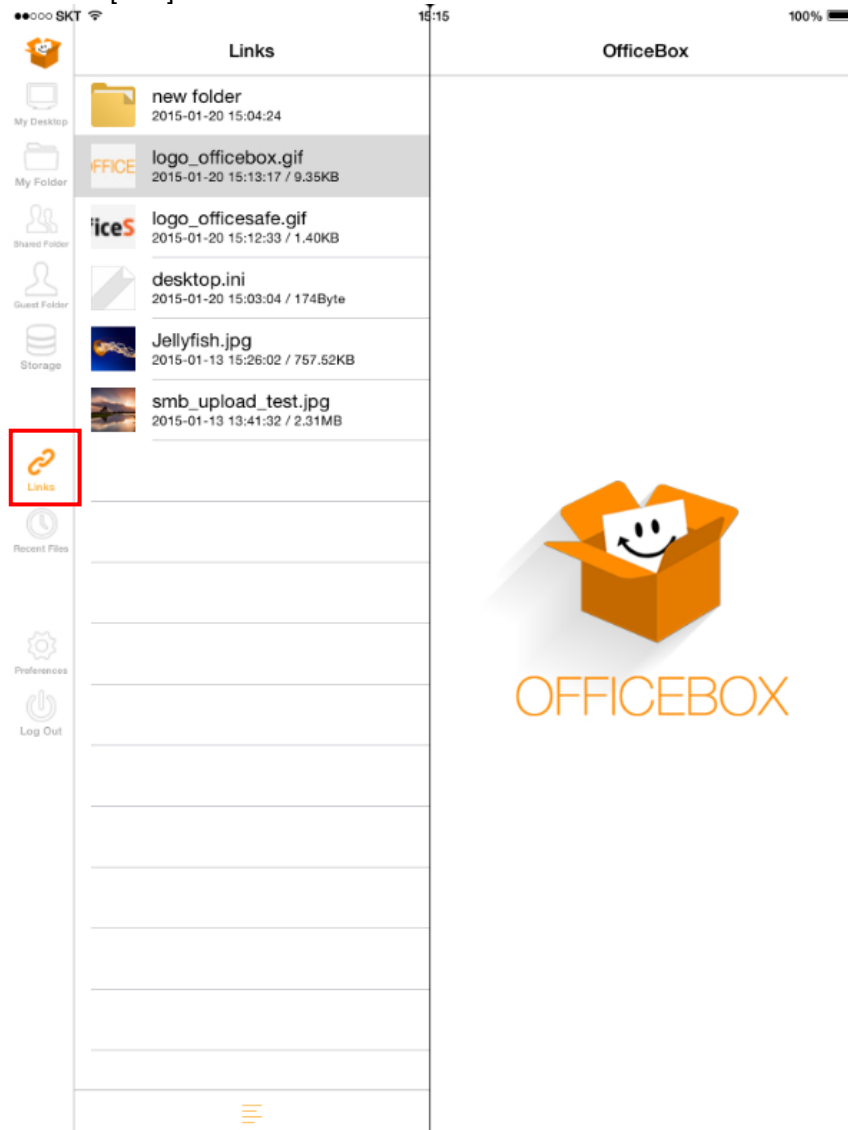 SKT 15:15 100%
Links
OfficeBox
My Desktop
My Folder
Shared Folder
Guest Folder
Storage
Links
Recent Files
Preferences
Log Out
new folder
2015-01-20 15:04:24
OFFICE
logo_officebox.gif
2015-01-20 15:13:17 / 9.35KB
ficeS
logo_officesafe.gif
2015-01-20 15:12:33 / 1.40KB
desktop.ini
2015-01-20 15:03:04 / 174Byte
Jellyfish.jpg
2015-01-13 15:26:02 / 757.52KB
smb_upload_test.jpg
2015-01-13 13:41:32 / 2.31MB
OFFICEBOX